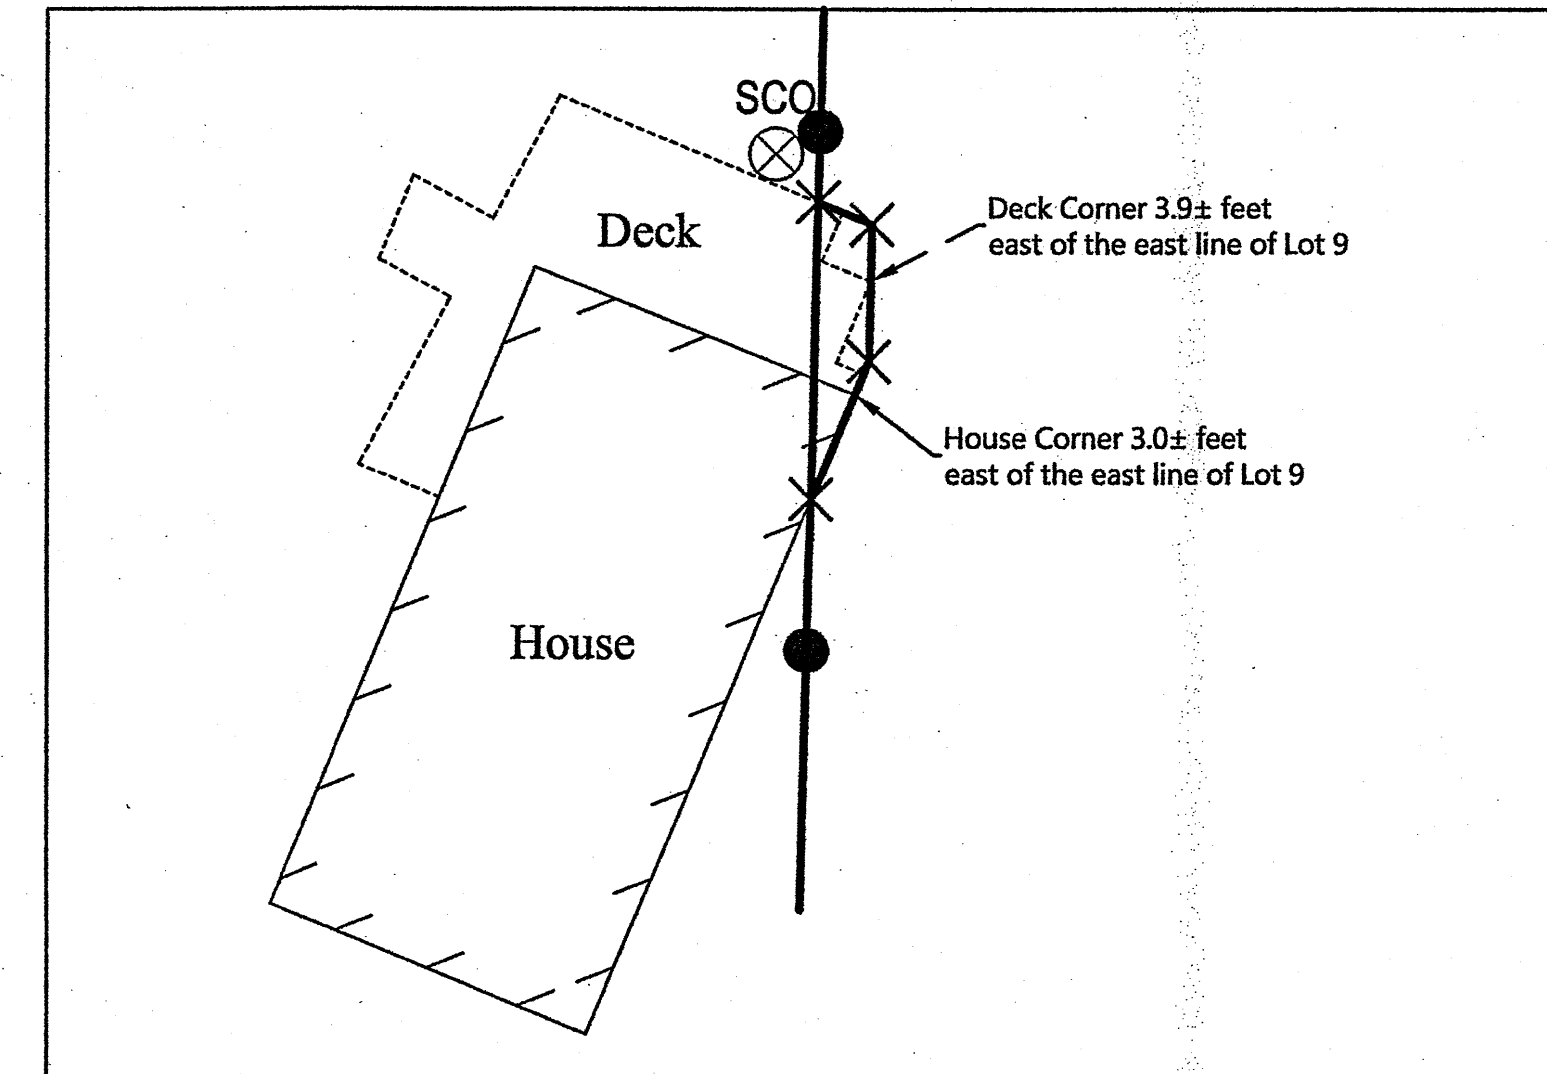 SCO
Deck
Deck Corner 3.9± feet
east of the east line of Lot 9
House Corner 3.0± feet
east of the east line of Lot 9
House